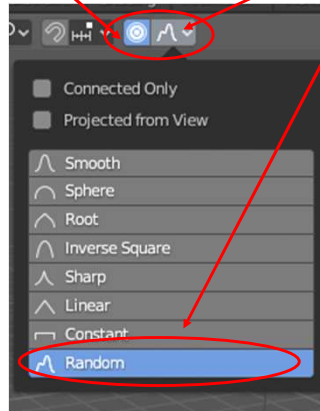 Connected Only
Projected from View
Smooth
Sphere
Root
Inverse Square
Sharp
Linear
Constant
Random